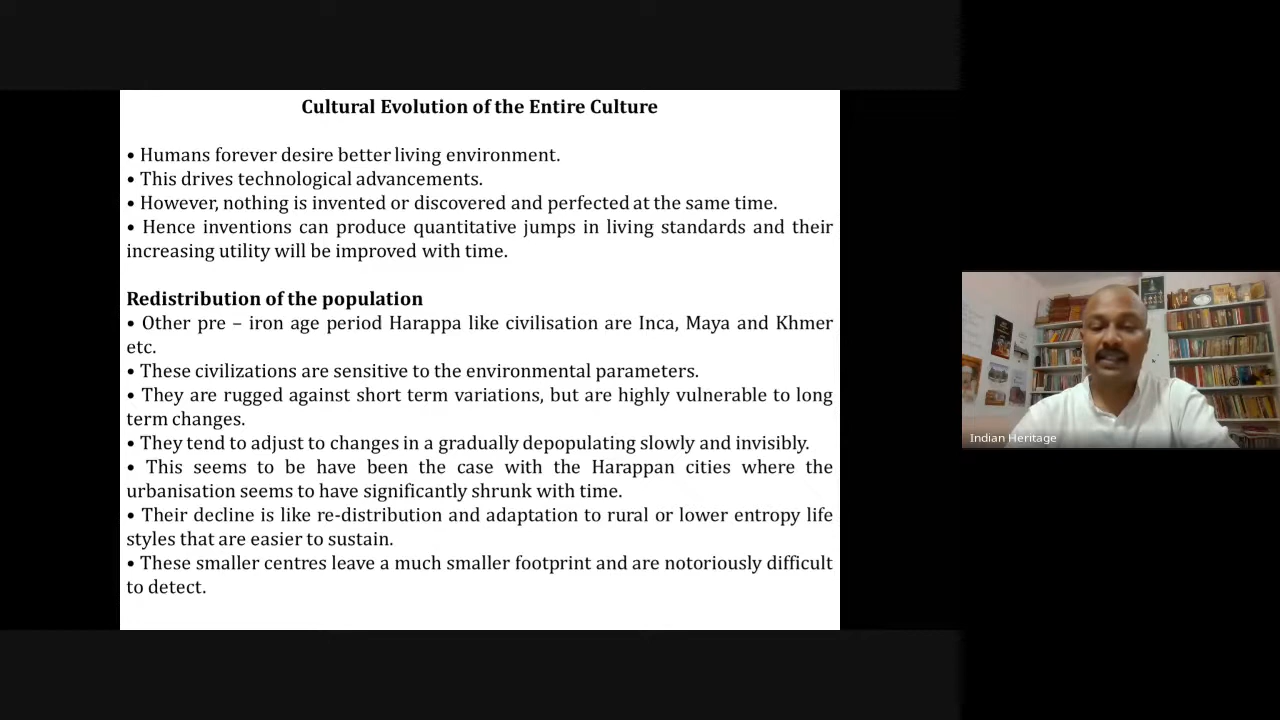 Cultural Evolution of the Entire Culture
• Humans forever desire better living environment.
• This drives technological advancements.
• However, nothing is invented or discovered and perfected at the same time.
• Hence inventions can produce quantitative jumps in living standards and their
increasing utility will be improved with time.
Redistribution of the population
• Other pre – iron age period Harappa like civilisation are Inca, Maya and Khmer
etc.
• These civilizations are sensitive to the environmental parameters.
• They are rugged against short term variations, but are highly vulnerable to long
term changes.
• They tend to adjust to changes in a gradually depopulating slowly and invisibly.
• This seems to be have been the case with the Harappan cities where the
urbanisation seems to have significantly shrunk with time.
• Their decline is like re-distribution and adaptation to rural or lower entropy life
styles that are easier to sustain.
• These smaller centres leave a much smaller footprint and are notoriously difficult
to detect.
Indian Heritage